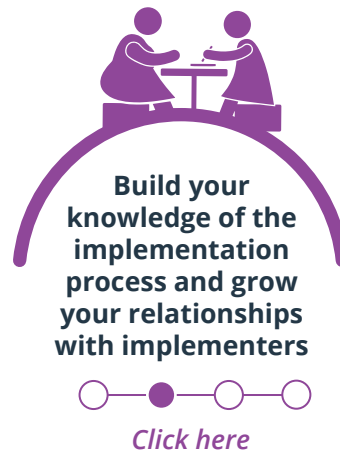 Build your
knowledge of the
implementation
process and grow
your relationships
with implementers
Click here